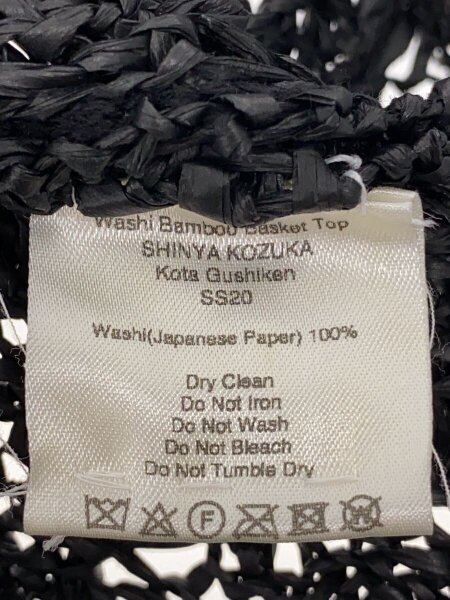 Washi Bamboo Basket Top
SHINYA KOZUKA
Kota Gushiken
SS20
Washi(Japanese Paper) 100%
Dry Clean
Do Not Iron
Do Not Wash
Do Not Bleach
Do Not Tumble Dry
F
W